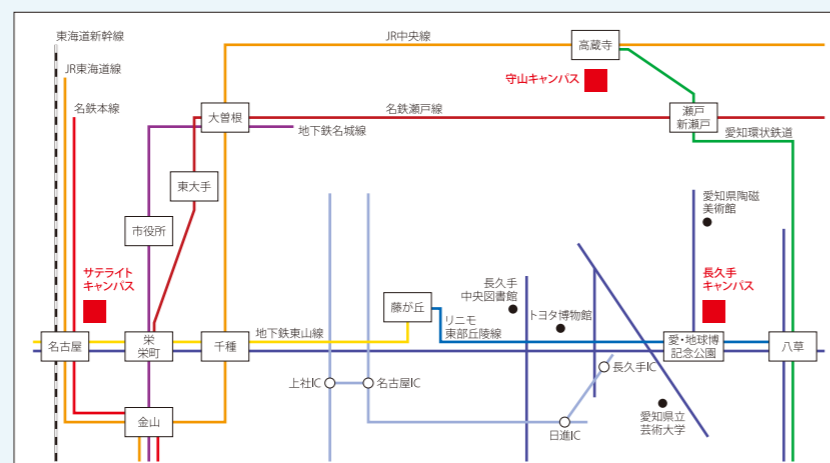 東海道新幹線
JR東海道線
名鉄本線
JR中央線
高蔵寺
守山キャンパス
大曽根
名鉄瀬戸線
地下鉄名城線
瀬戸
新瀬戸
愛知環状鉄道
東大手
市役所
愛知県陶磁
美術館
サテライト
キャンパス
長久手
中央図書館
トヨタ博物館
長久手
キャンパス
藤が丘
リニモ
東部丘陵線
名古屋
栄
栄町
千種
地下鉄東山線
愛・地球博
記念公園
八草
上社IC
名古屋IC
長久手IC
日進IC
愛知県立
芸術大学
金山